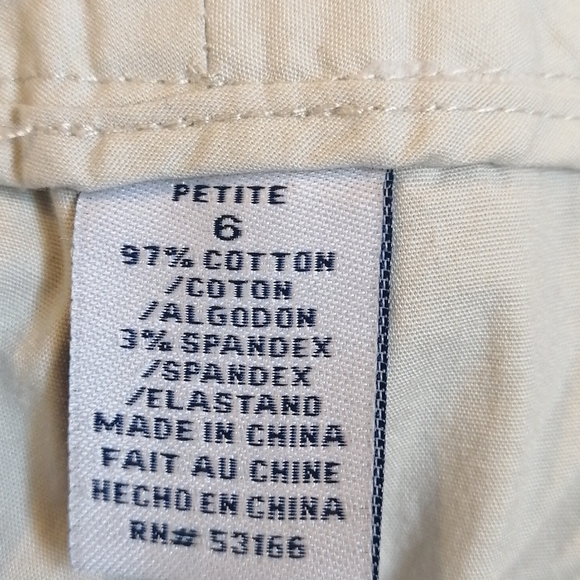 PETITE
6
97% COTTON
/COTON
/ALGODON
3% SPANDEX
/SPANDEX
/ELASTANO
MADE IN CHINA
FAIT AU CHINE
HECHO EN CHINA
RN# 53166